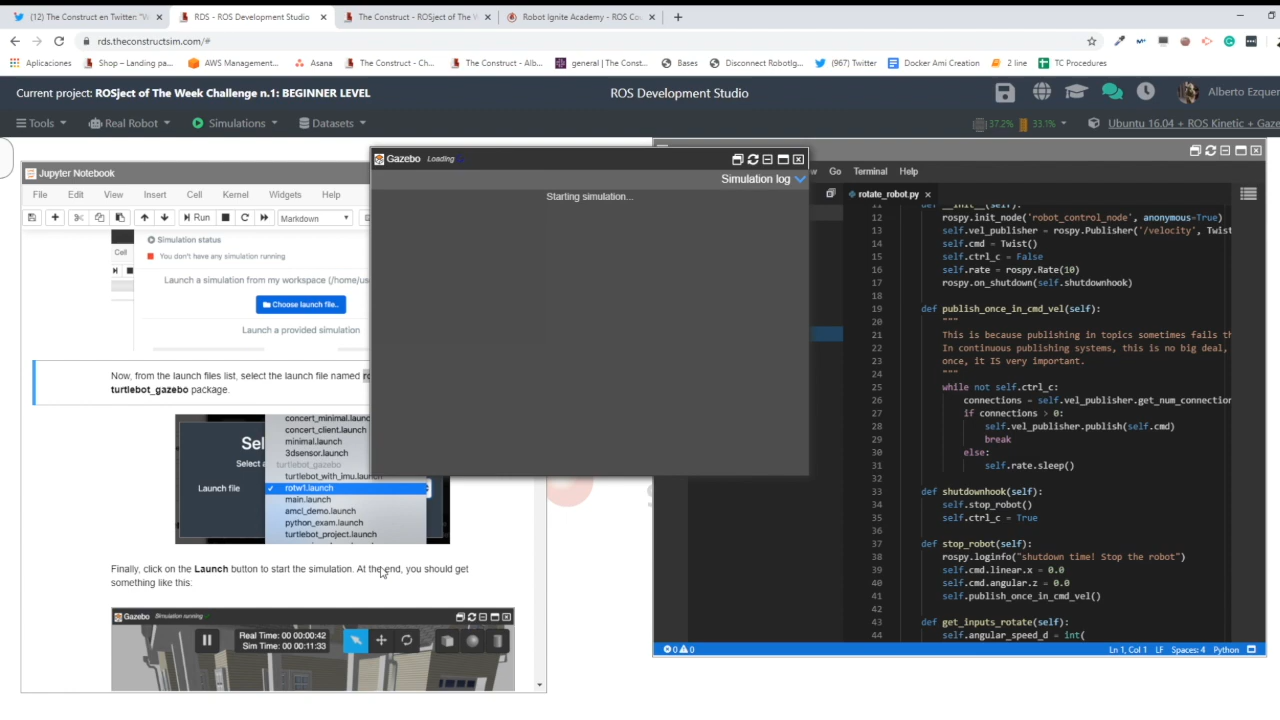 (12) The Construct en Twitter: "W
RDS - ROS Development Studio
The Construct - ROSject of The W
Robot Ignite Academy - ROS Co
rds.theconstructsim.com/#
Aplicaciones
Shop – Landing pa...
AWS Management...
Asana
The Construct - Ch...
The Construct - Alb...
general | The Const...
Bases
Disconnect RobotIg...
(967) Twitter
Docker Ami Creation
2 line
TC Procedures
Current project: ROSject of The Week Challenge n.1: BEGINNER LEVEL
ROS Development Studio
Alberto Ezquer
Tools
Real Robot
Simulations
Datasets
37.2%
33.1%
Ubuntu 16.04 + ROS Kinetic + Gaze
Jupyter Notebook
File Edit View Insert Cell Kernel Widgets Help
Run
Markdown
Cell
Simulation status
You don't have any simulation running
Launch a simulation from my workspace (/home/us
Choose launch file..
Launch a provided simulation
Now, from the launch files list, select the launch file named
turtlebot_gazebo package.
Sel
Select a
Launch file
concert_minimal.launc
concert_client.launch
minimal.launch
3dsensor.launch
turtlebot_gazebo
turtlebot_with_imu.launch
rotw1.launch
main.launch
amcl_demo.launch
python_exam.launch
turtlebot_project.launch
Finally, click on the Launch button to start the simulation. At the end, you should get
something like this:
Gazebo Simulation running
Real Time: 00 00:00:42
Sim Time: 00 00:11:33
Gazebo Loading
Simulation log
Starting simulation...
Go Terminal Help
rotate_robot.py
11 def __init__(self):
12 rospy.init_node('robot_control_node', anonymous=True)
13 self.vel_publisher = rospy.Publisher('/velocity', Twist
14 self.cmd = Twist()
15 self.ctrl_c = False
16 self.rate = rospy.Rate(10)
17 rospy.on_shutdown(self.shutdownhook)
18
19 def publish_once_in_cmd_vel(self):
20 """
21 This is because publishing in topics sometimes fails th
22 In continuous publishing systems, this is no big deal,
23 once, it IS very important.
24 """
25 while not self.ctrl_c:
26 connections = self.vel_publisher.get_num_connection
27 if connections > 0:
28 self.vel_publisher.publish(self.cmd)
29 break
30 else:
31 self.rate.sleep()
32
33 def shutdownhook(self):
34 self.stop_robot()
35 self.ctrl_c = True
36
37 def stop_robot(self):
38 rospy.loginfo("shutdown time! Stop the robot")
39 self.cmd.linear.x = 0.0
40 self.cmd.angular.z = 0.0
41 self.publish_once_in_cmd_vel()
42
43 def get_inputs_rotate(self):
44 self.angular_speed_d = int(
0 0
Ln 1, Col 1 LF Spaces: 4 Python